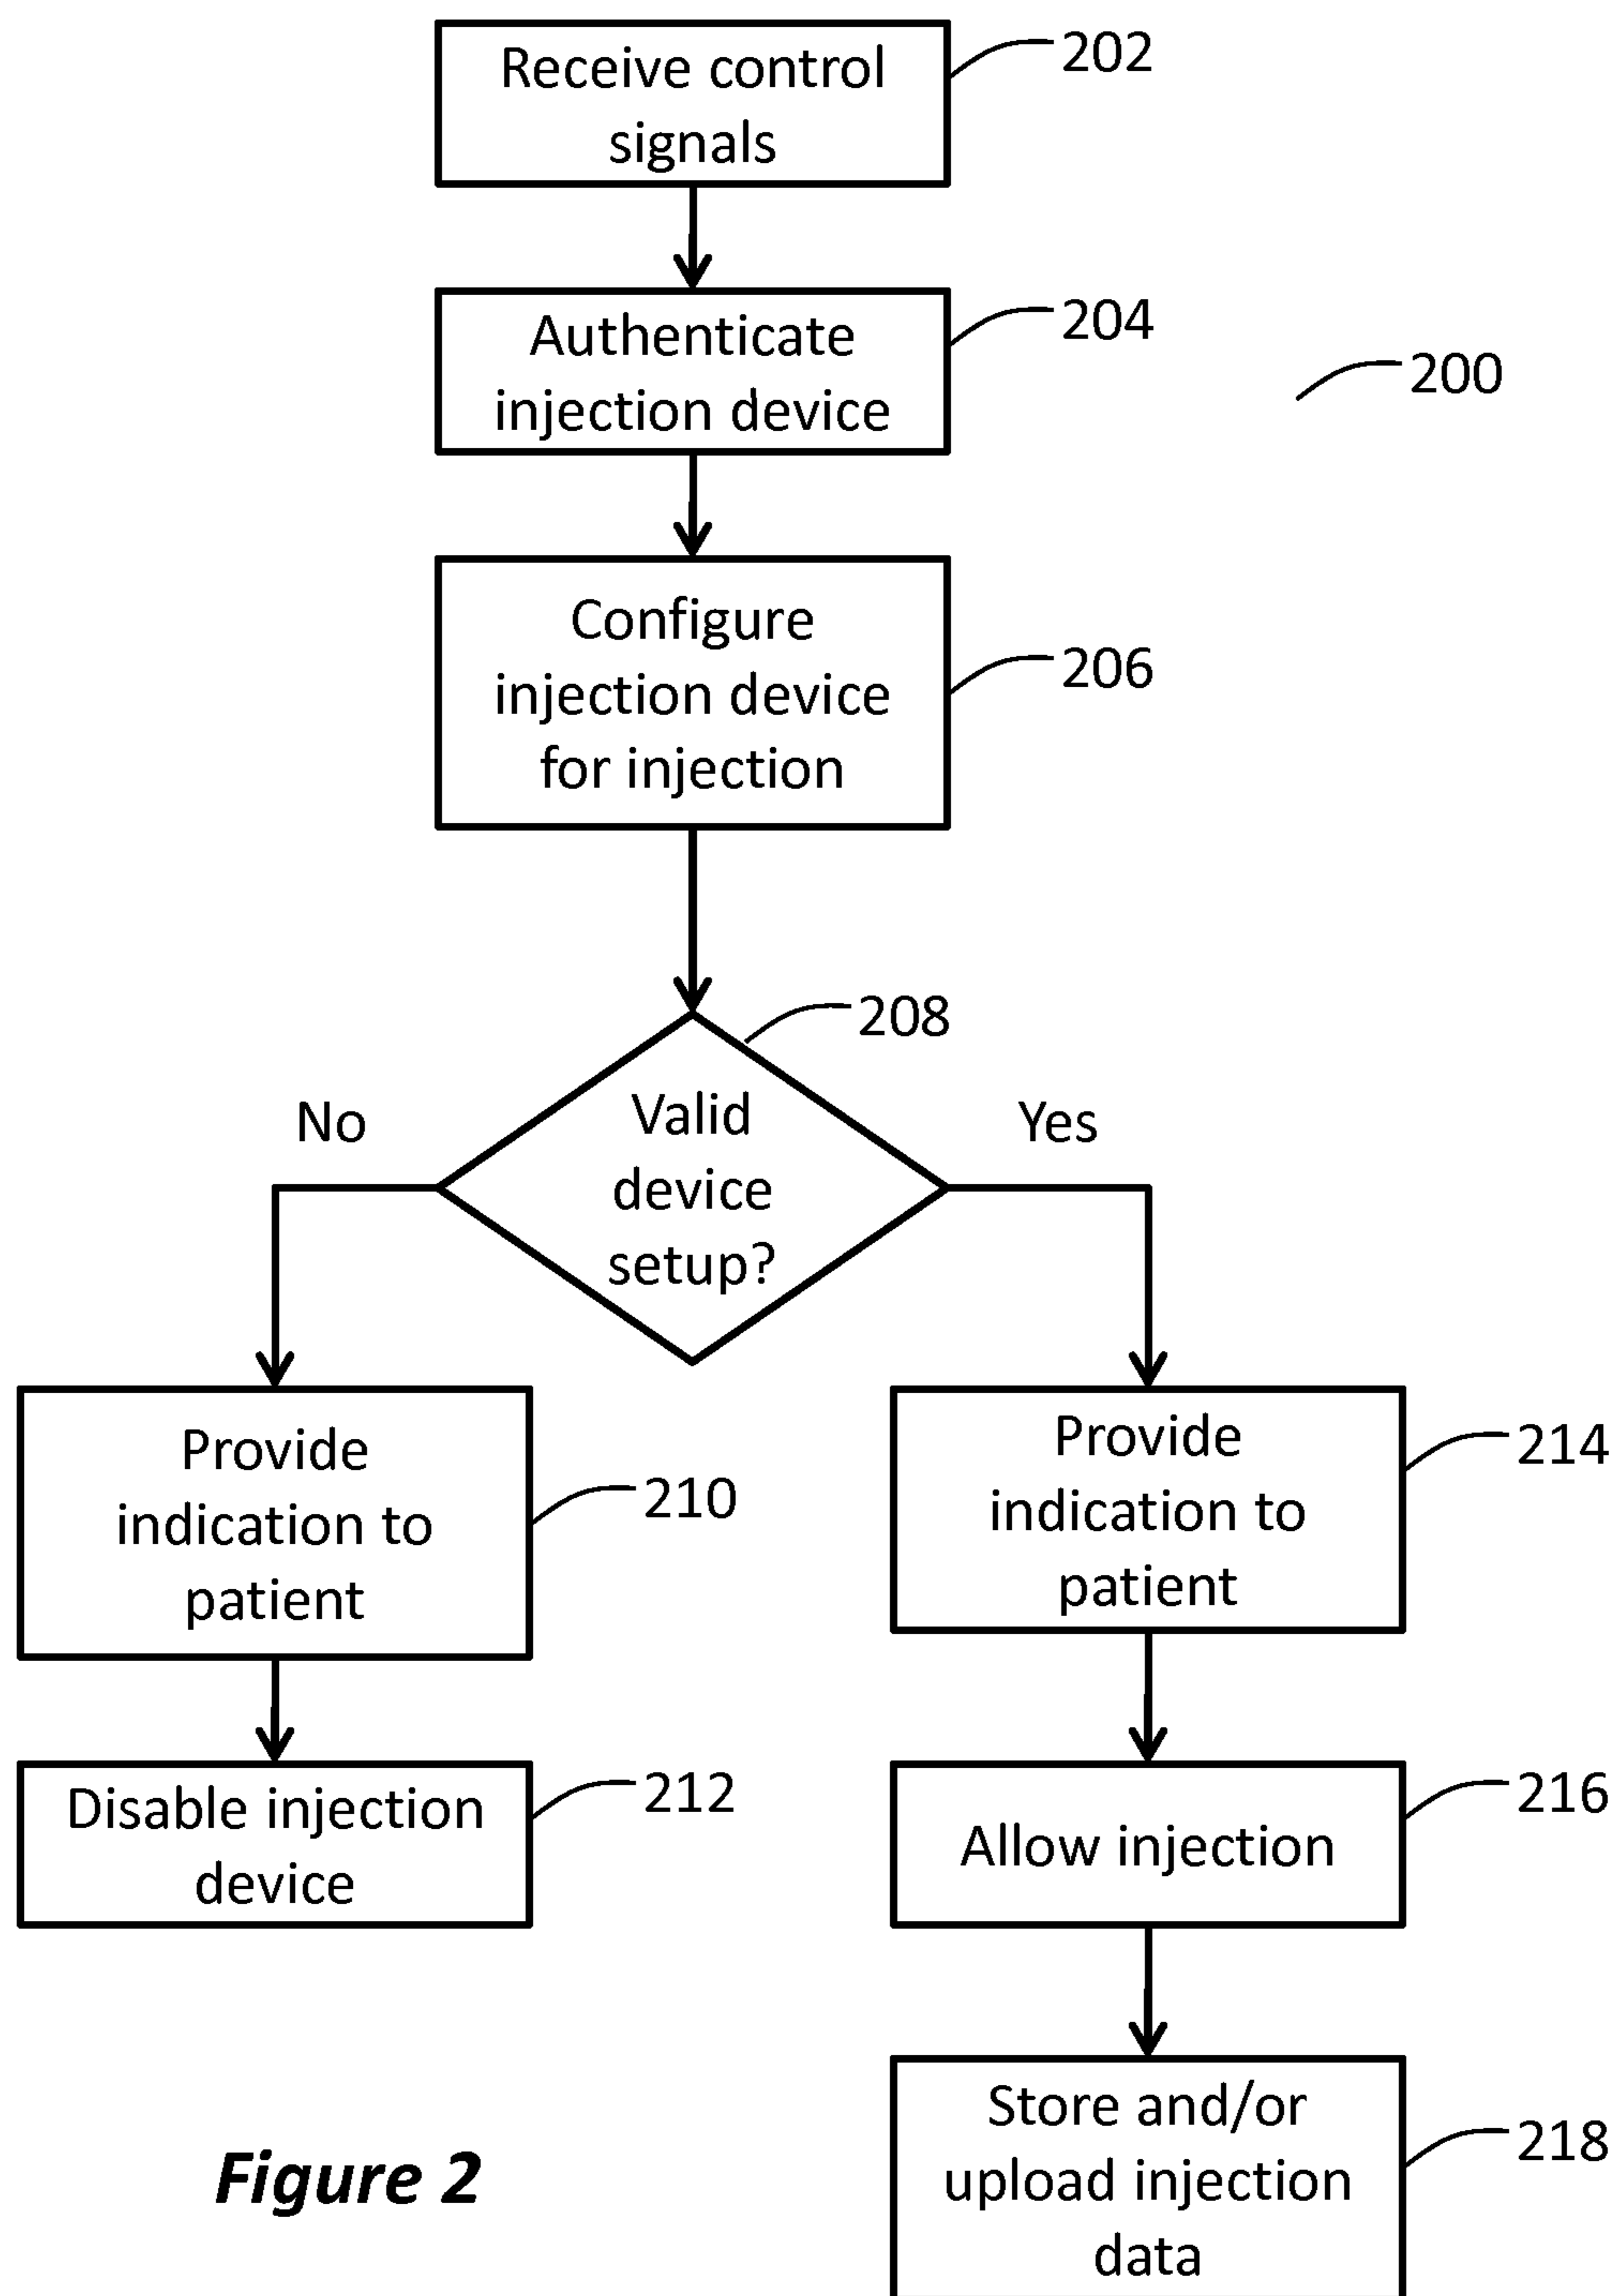 Receive control
signals
202
Authenticate
injection device
204
200
Configure
injection device
for injection
206
208
Valid
device
setup?
No
Yes
Provide
indication to
patient
210
Provide
indication to
patient
214
Disable injection
device
212
Allow injection
216
Store and/or
upload injection
data
218
Figure 2